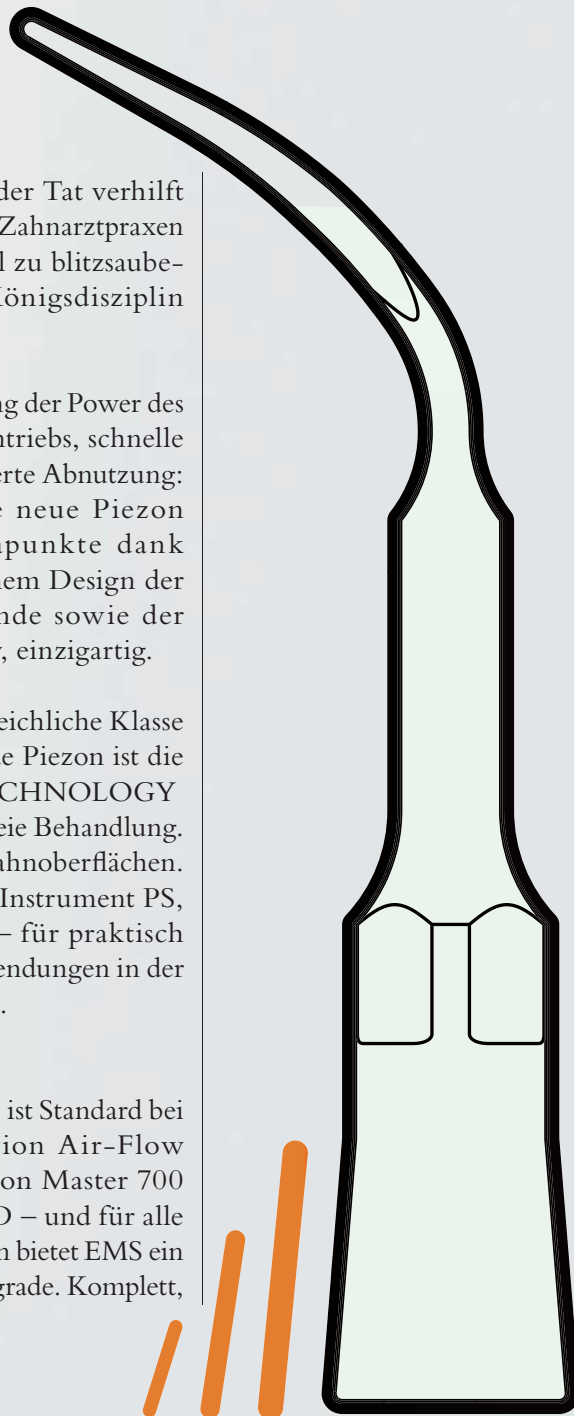 der Tat verhilft
Zahnarztpraxen
l zu blitzsaube-
önigsdisziplin
ng der Power des
ntriebs, schnelle
erte Abnutzung:
e neue Piezon
apunkte dank
nem Design der
nde sowie der
, einzigartig.
eichliche Klasse
e Piezon ist die
CHNOLOGY
eie Behandlung.
ahnoberflächen.
Instrument PS,
– für praktisch
endungen in der
.
ist Standard bei
ion Air-Flow
on Master 700
D – und für alle
n bietet EMS ein
grade. Komplett,